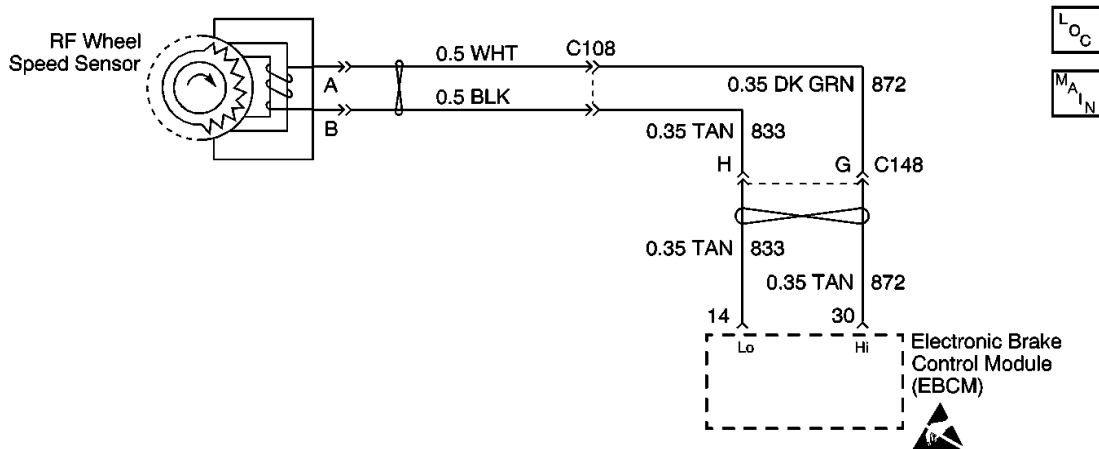 RF Wheel
Speed Sensor
A
B
0.5 WHT
0.5 BLK
C108
0.35 DK GRN 872
0.35 TAN 833
H
G
C148
0.35 TAN 833
0.35 TAN 872
14
30
Lo
Hi
Electronic Brake
Control Module
(EBCM)
LOC
MAIN